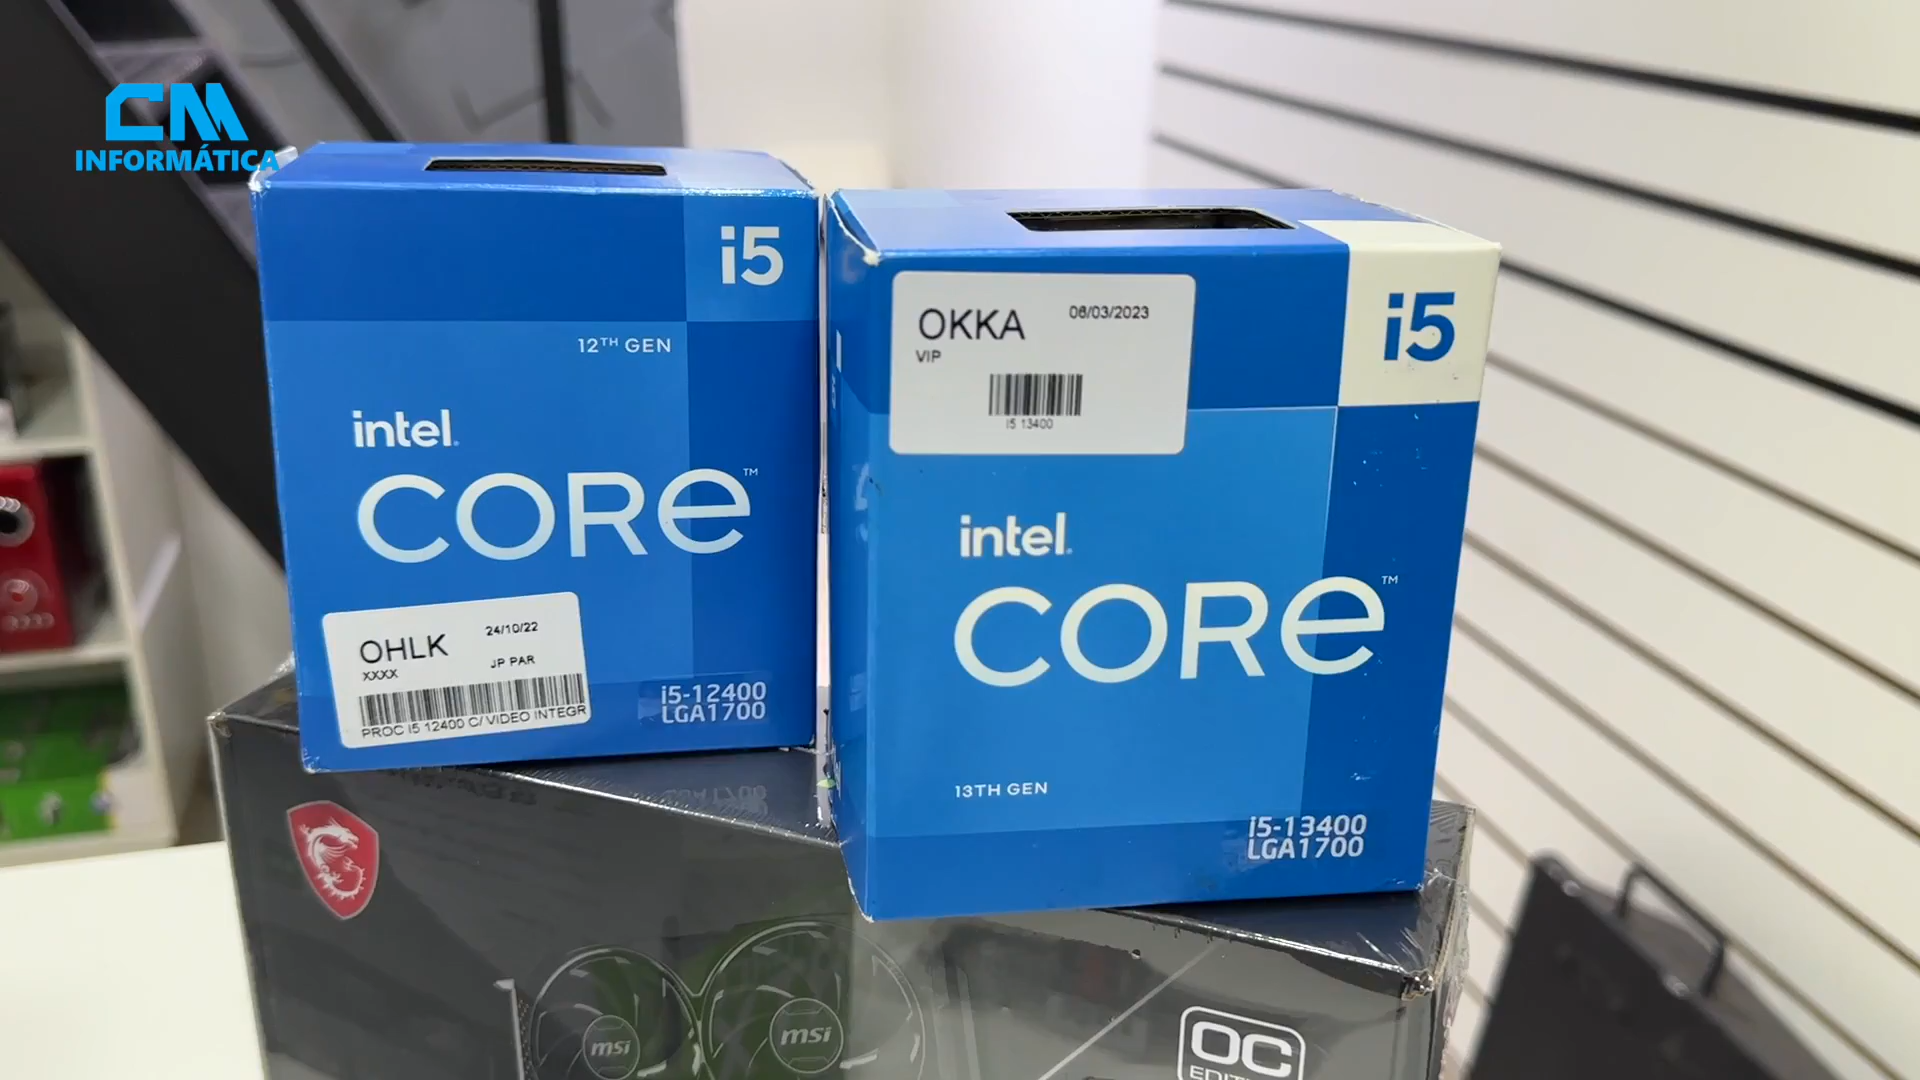 CM
INFORMÁTICA
i5
12TH GEN
intel.
CORE™
OHLK
24/10/22
XXXX
JP PAR
PROC I5 12400 C/ VIDEO INTEGR
i5-12400
LGA1700
OKKA
06/03/2023
VIP
I5 13400
i5
intel.
CORE™
13TH GEN
i5-13400
LGA1700
msi
msi
OC